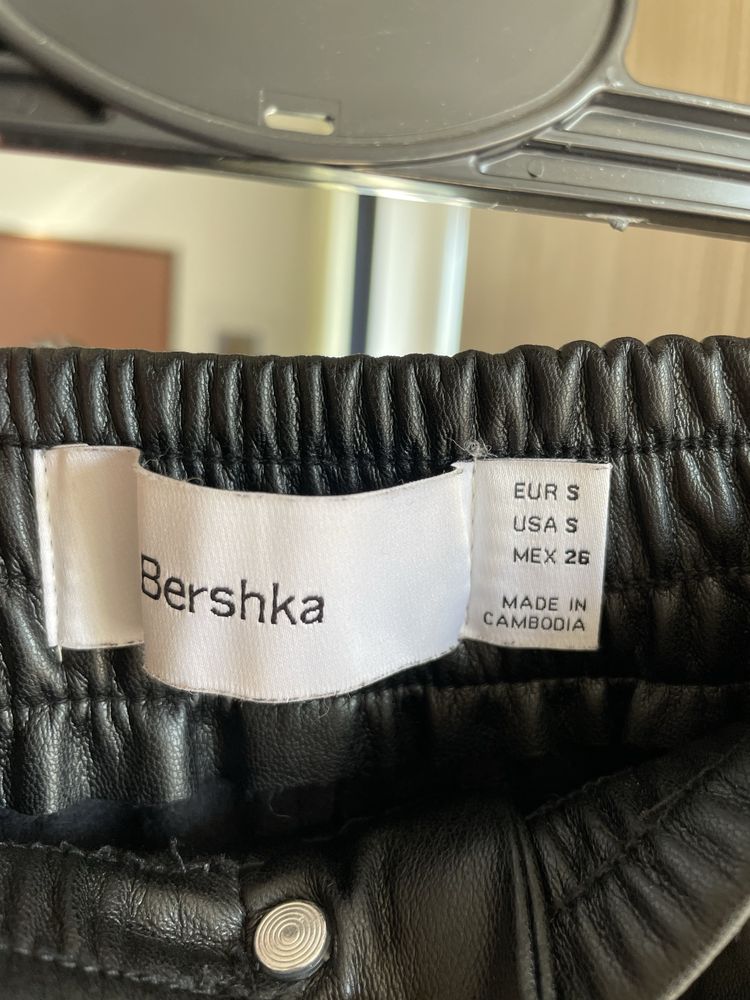 Bershka
EUR S
USA S
MEX 26
MADE IN
CAMBODIA